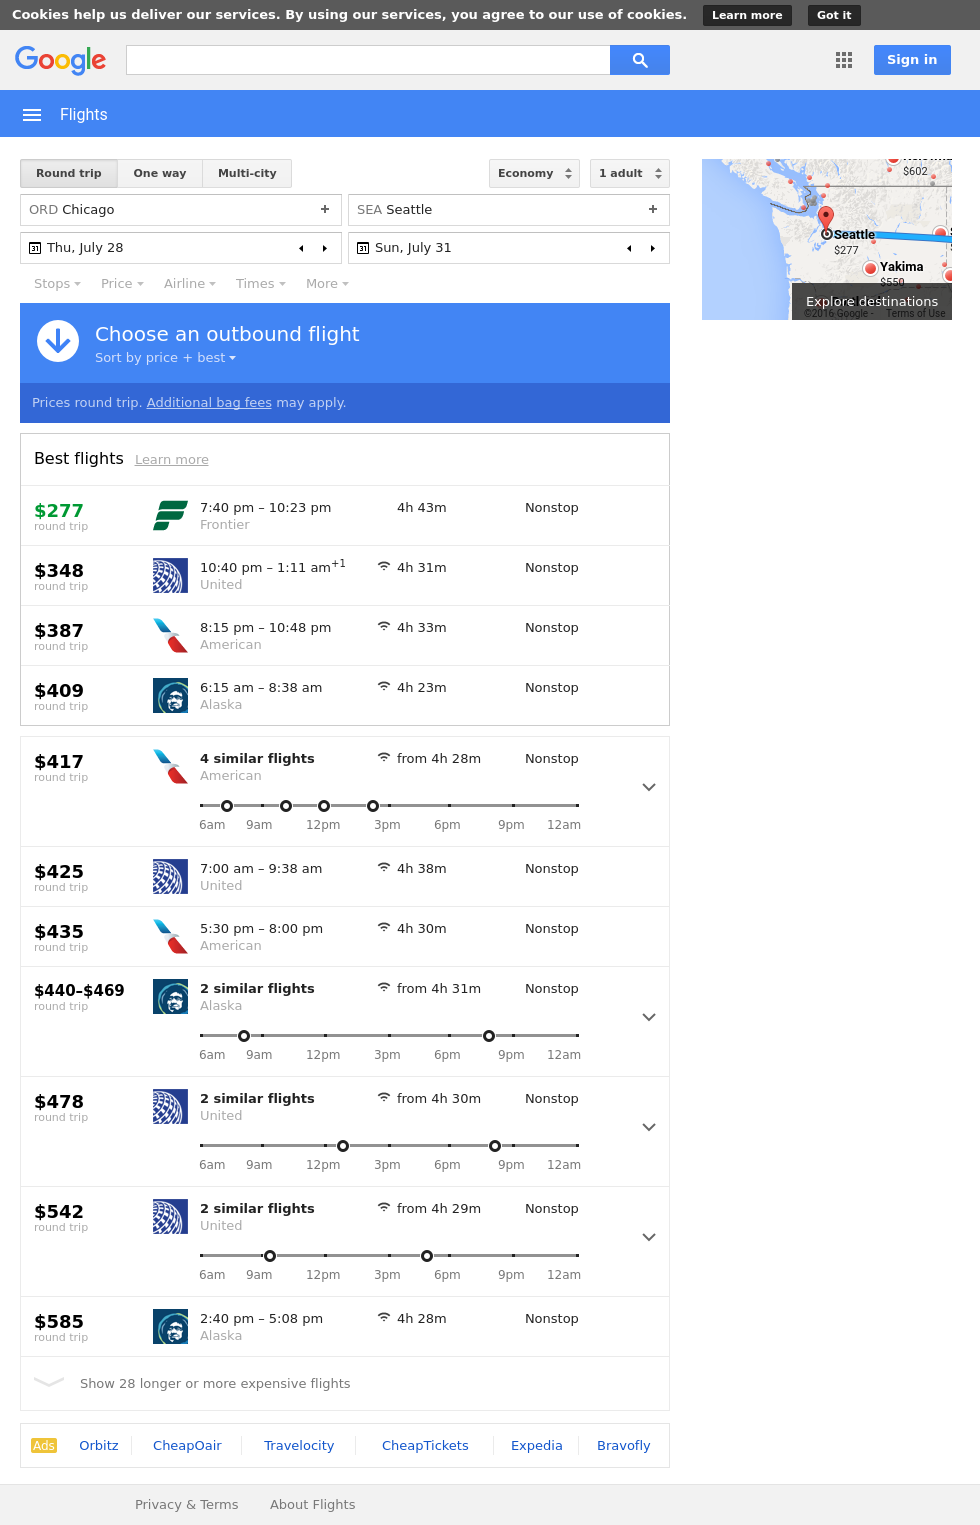 Cookies help us deliver our services. By using our services, you agree to our use of cookies. Learn more Got it
Google Sign in
Flights
Round trip One way Multi-city Economy 1 adult
ORD Chicago + SEA Seattle +
31 Thu, July 28 31 Sun, July 31
Stops Price Airline Times More
Choose an outbound flight
Sort by price + best
Prices round trip. Additional bag fees may apply.
$602
Seattle
$277
Yakima
$550
Explore destinations
©2016 Google - Terms of Use
Best flights Learn more
$277 7:40 pm – 10:23 pm 4h 43m Nonstop
round trip Frontier
$348 10:40 pm – 1:11 am+1 4h 31m Nonstop
round trip United
$387 8:15 pm – 10:48 pm 4h 33m Nonstop
round trip American
$409 6:15 am – 8:38 am 4h 23m Nonstop
round trip Alaska
$417 4 similar flights from 4h 28m Nonstop
round trip American
6am 9am 12pm 3pm 6pm 9pm 12am
$425 7:00 am – 9:38 am 4h 38m Nonstop
round trip United
$435 5:30 pm – 8:00 pm 4h 30m Nonstop
round trip American
$440–$469 2 similar flights from 4h 31m Nonstop
round trip Alaska
6am 9am 12pm 3pm 6pm 9pm 12am
$478 2 similar flights from 4h 30m Nonstop
round trip United
6am 9am 12pm 3pm 6pm 9pm 12am
$542 2 similar flights from 4h 29m Nonstop
round trip United
6am 9am 12pm 3pm 6pm 9pm 12am
$585 2:40 pm – 5:08 pm 4h 28m Nonstop
round trip Alaska
Show 28 longer or more expensive flights
Ads Orbitz CheapOair Travelocity CheapTickets Expedia Bravofly
Privacy & Terms About Flights